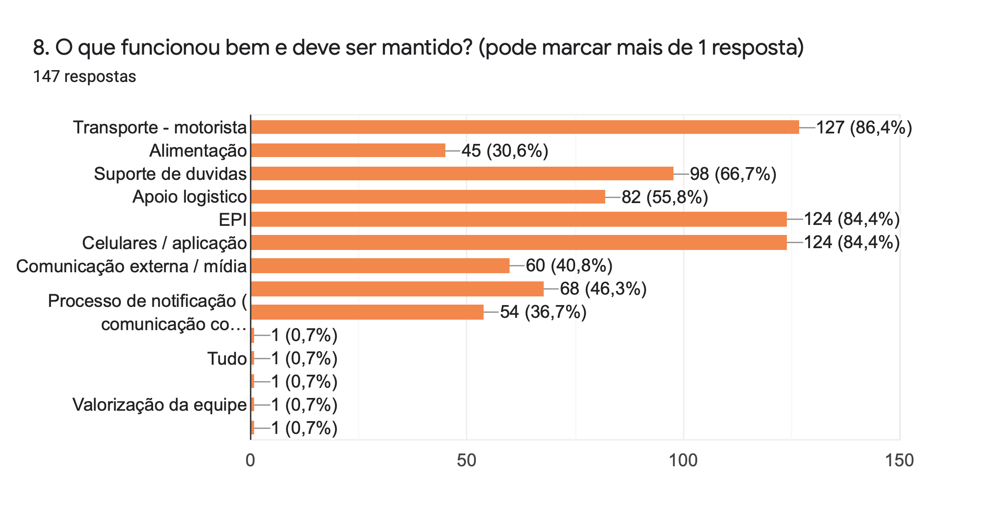 8. O que funcionou bem e deve ser mantido? (pode marcar mais de 1 resposta)
147 respostas
Transporte - motorista 127 (86,4%)
Alimentação 45 (30,6%)
Suporte de duvidas 98 (66,7%)
Apoio logistico 82 (55,8%)
EPI 124 (84,4%)
Celulares / aplicação 124 (84,4%)
Comunicação externa / mídia 60 (40,8%)
68 (46,3%)
Processo de notificação (
54 (36,7%)
comunicação co…
1 (0,7%)
Tudo 1 (0,7%)
1 (0,7%)
Valorização da equipe 1 (0,7%)
1 (0,7%)
0 50 100 150